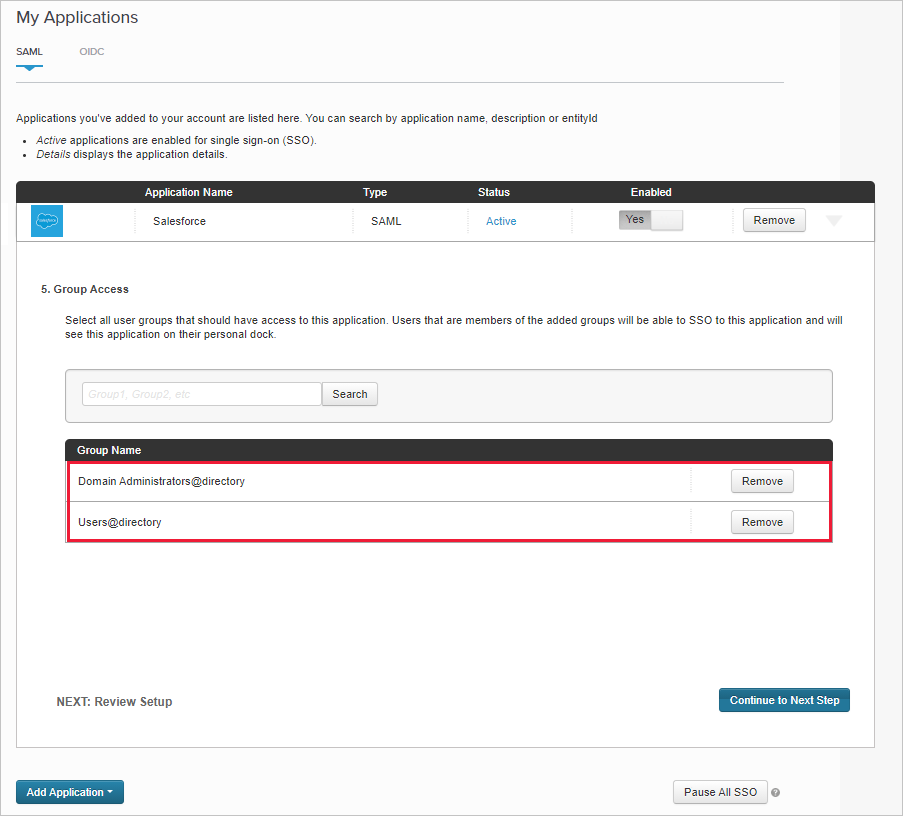 My Applications
SAML OIDC
Applications you've added to your account are listed here. You can search by application name, description or entityId
Active applications are enabled for single sign-on (SSO).
Details displays the application details.
Application Name Type Status Enabled
salesforce Salesforce SAML Active Yes Remove
5. Group Access
Select all user groups that should have access to this application. Users that are members of the added groups will be able to SSO to this application and will
see this application on their personal dock.
Group1, Group2, etc Search
Group Name
Domain Administrators@directory Remove
Users@directory Remove
NEXT: Review Setup Continue to Next Step
Add Application Pause All SSO ?